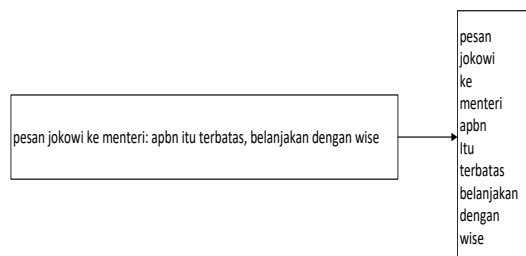 pesan jokowi ke menteri: apbn itu terbatas, belanjakan dengan wise
pesan
jokowi
ke
menteri
apbn
Itu
terbatas
belanjakan
dengan
wise